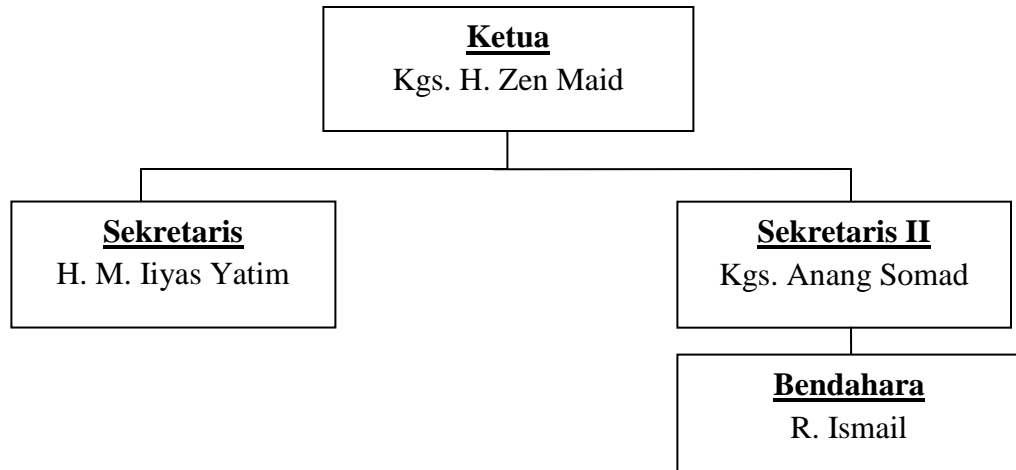 Ketua
Kgs. H. Zen Maid
Sekretaris
H. M. Iiyas Yatim
Sekretaris II
Kgs. Anang Somad
Bendahara
R. Ismail